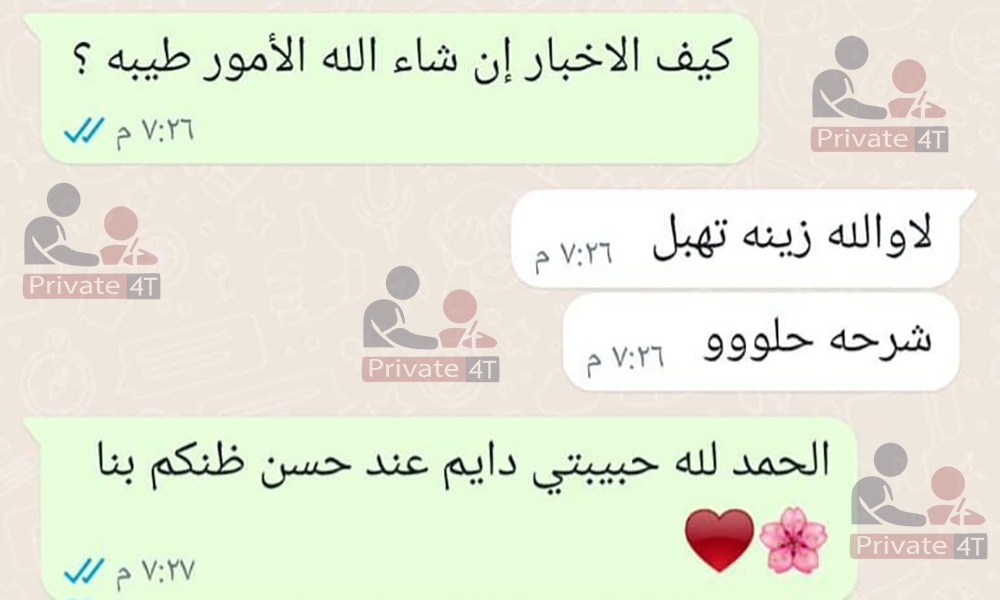 كيف الاخبار إن شاء الله الأمور طيبه ؟
٧:٢٦ م
Private 4T
لاوالله زينه تهبل
٧:٢٦ م
Private 4T
شرحه حلووو
٧:٢٦ م
Private 4T
الحمد لله حبيبتي دايم عند حسن ظنكم بنا
🌸❤️
٧:٢٧ م
Private 4T